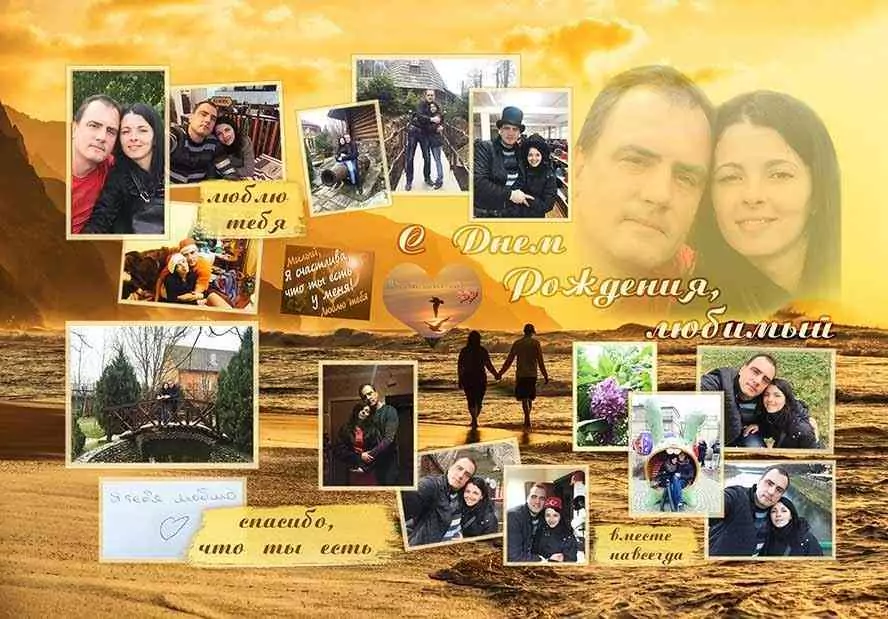 люблю
тебя
Милый,
Я счастлива,
что ты есть
у меня!
Люблю тебя
С Днем
Рождения,
любимый
Я тебя люблю
спасибо,
что ты есть
вместе
навсегда